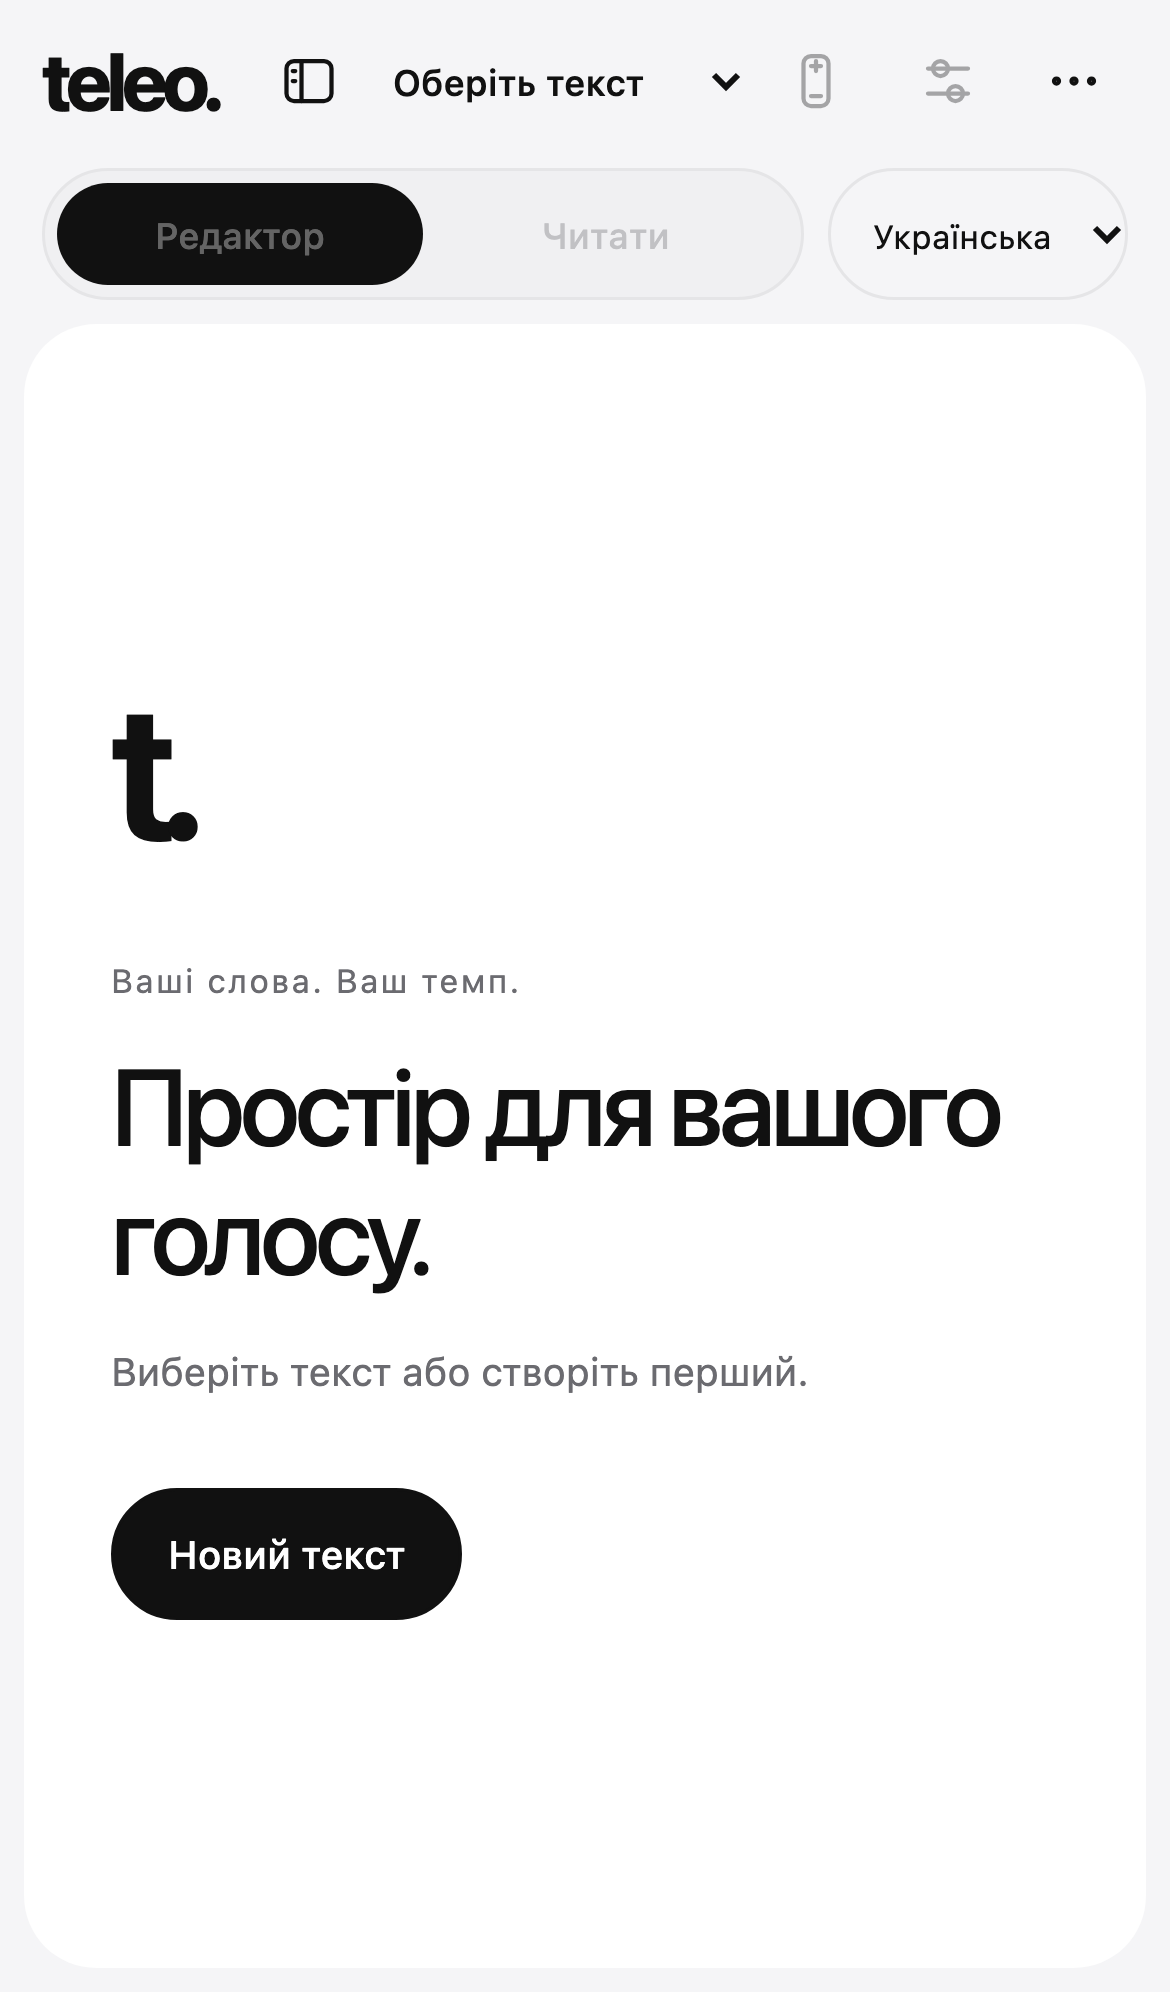 teleo.
Оберіть текст
Редактор
Читати
Українська
t.
Ваші слова. Ваш темп.
Простір для вашого
голосу.
Виберіть текст або створіть перший.
Новий текст